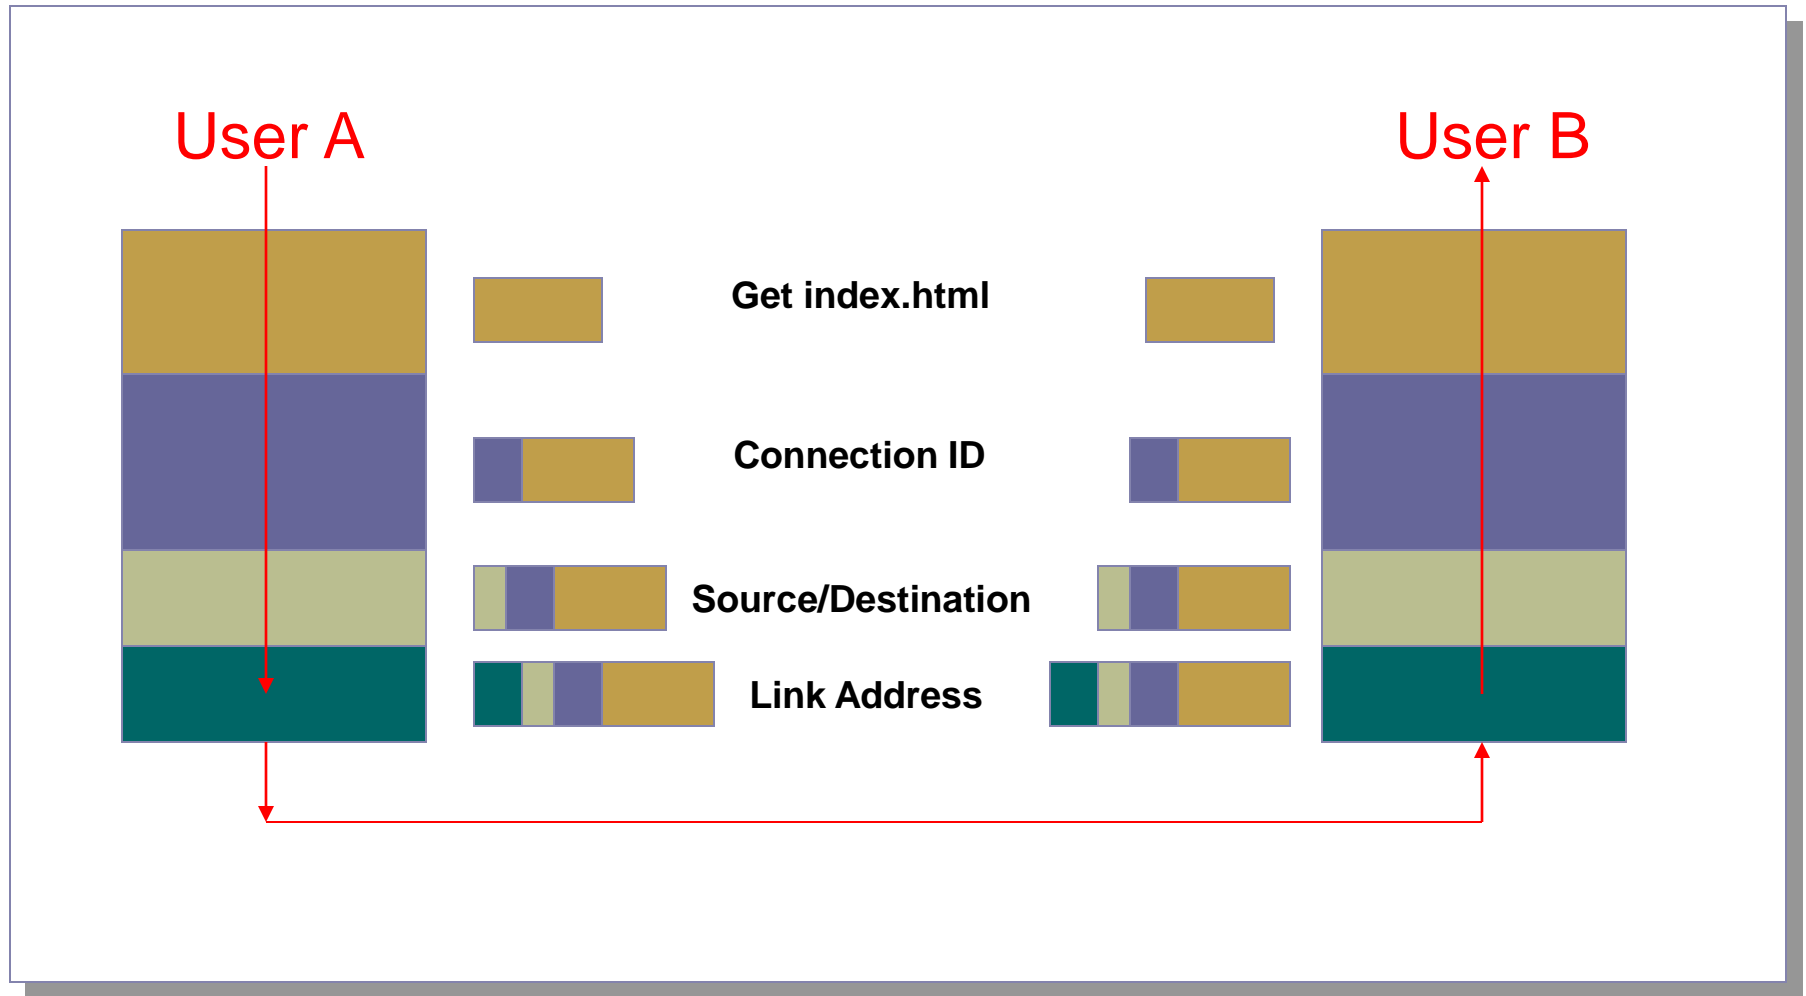 User A
User B
Get index.html
Connection ID
Source/Destination
Link Address